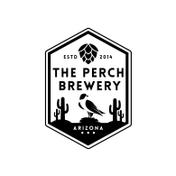 ESTD 2014
THE PERCH
BREWERY
ARIZONA